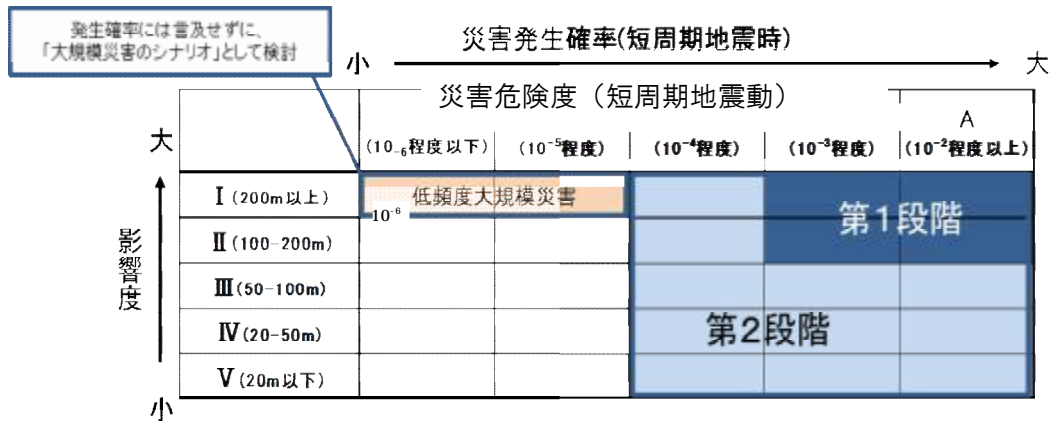 発生確率には言及せずに、
「大規模災害のシナリオ」として検討
災害発生確率(短周期地震時)
小
大
災害危険度（短周期地震動）
A
大
(10-6程度以下)
(10-5程度)
(10-4程度)
(10-3程度)
(10-2程度以上)
Ⅰ(200m以上)
低頻度大規模災害
10-6
第1段階
Ⅱ(100-200m)
影響度
Ⅲ(50-100m)
Ⅳ(20-50m)
第2段階
Ⅴ(20m以下)
小